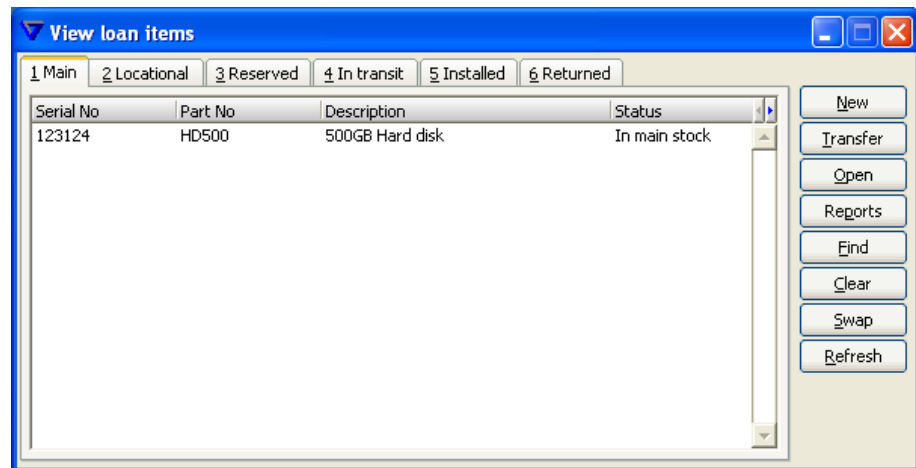 View loan items
1 Main 2 Locational 3 Reserved 4 In transit 5 Installed 6 Returned
Serial No Part No Description Status
123124 HD500 500GB Hard disk In main stock
New
Transfer
Open
Reports
Find
Clear
Swap
Refresh